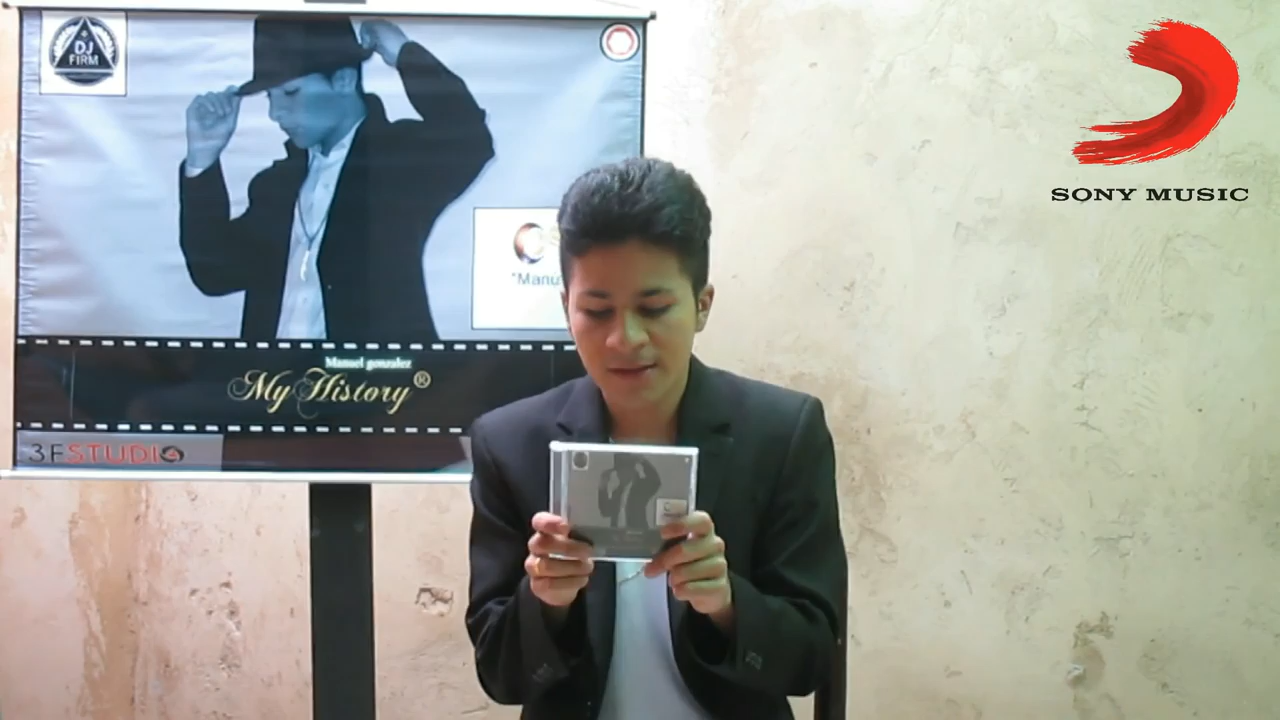 DJ
FIRM
SONY MUSIC
"Manu
Manuel gonzalez
My History®
3FSTUDIO